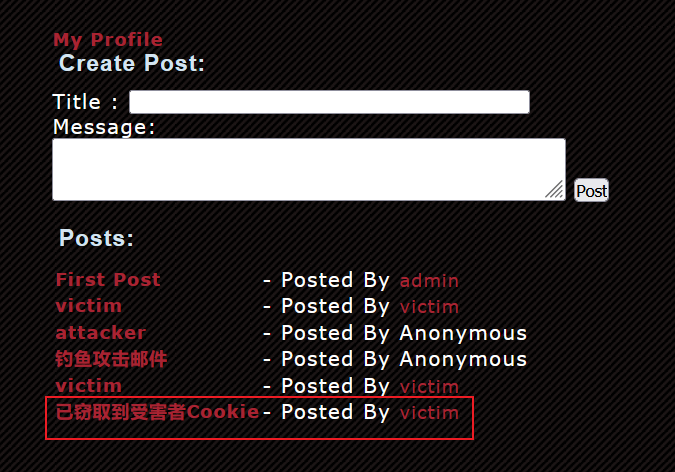 My Profile
Create Post:
Title :
Message:
Post
Posts:
First Post - Posted By admin
victim - Posted By victim
attacker - Posted By Anonymous
钓鱼攻击邮件 - Posted By Anonymous
victim - Posted By victim
已窃取到受害者Cookie - Posted By victim